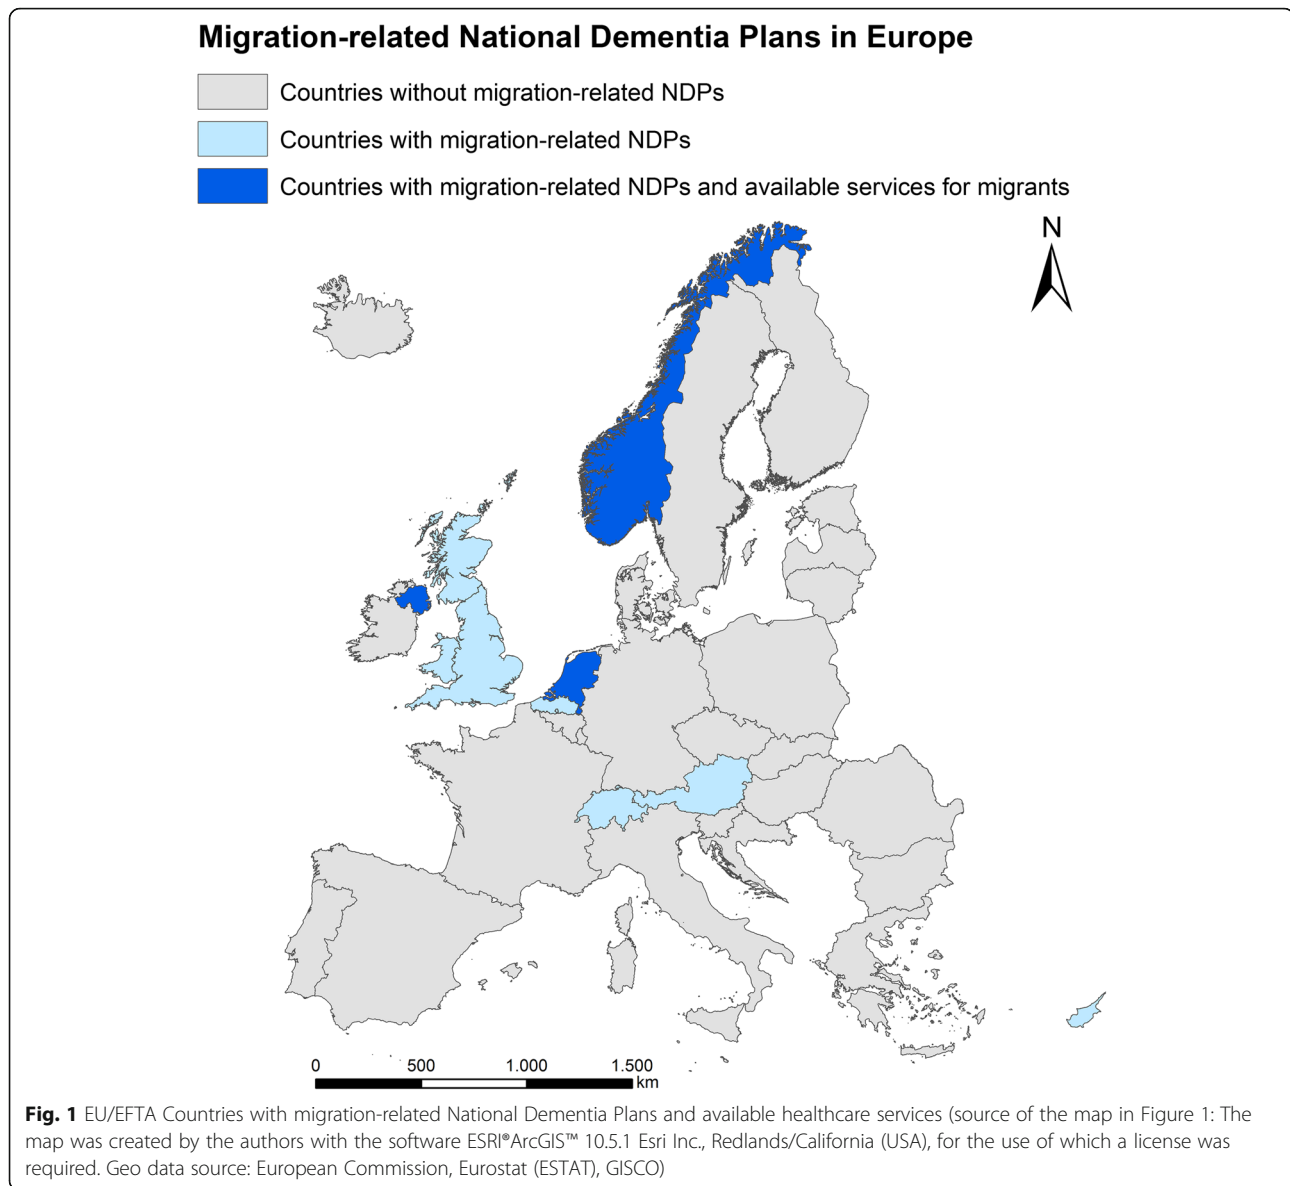 Migration-related National Dementia Plans in Europe
Countries without migration-related NDPs
Countries with migration-related NDPs
Countries with migration-related NDPs and available services for migrants
N
0 500 1.000 1.500
km
Fig. 1 EU/EFTA Countries with migration-related National Dementia Plans and available healthcare services (source of the map in Figure 1: The
map was created by the authors with the software ESRI®ArcGIS™ 10.5.1 Esri Inc., Redlands/California (USA), for the use of which a license was
required. Geo data source: European Commission, Eurostat (ESTAT), GISCO)